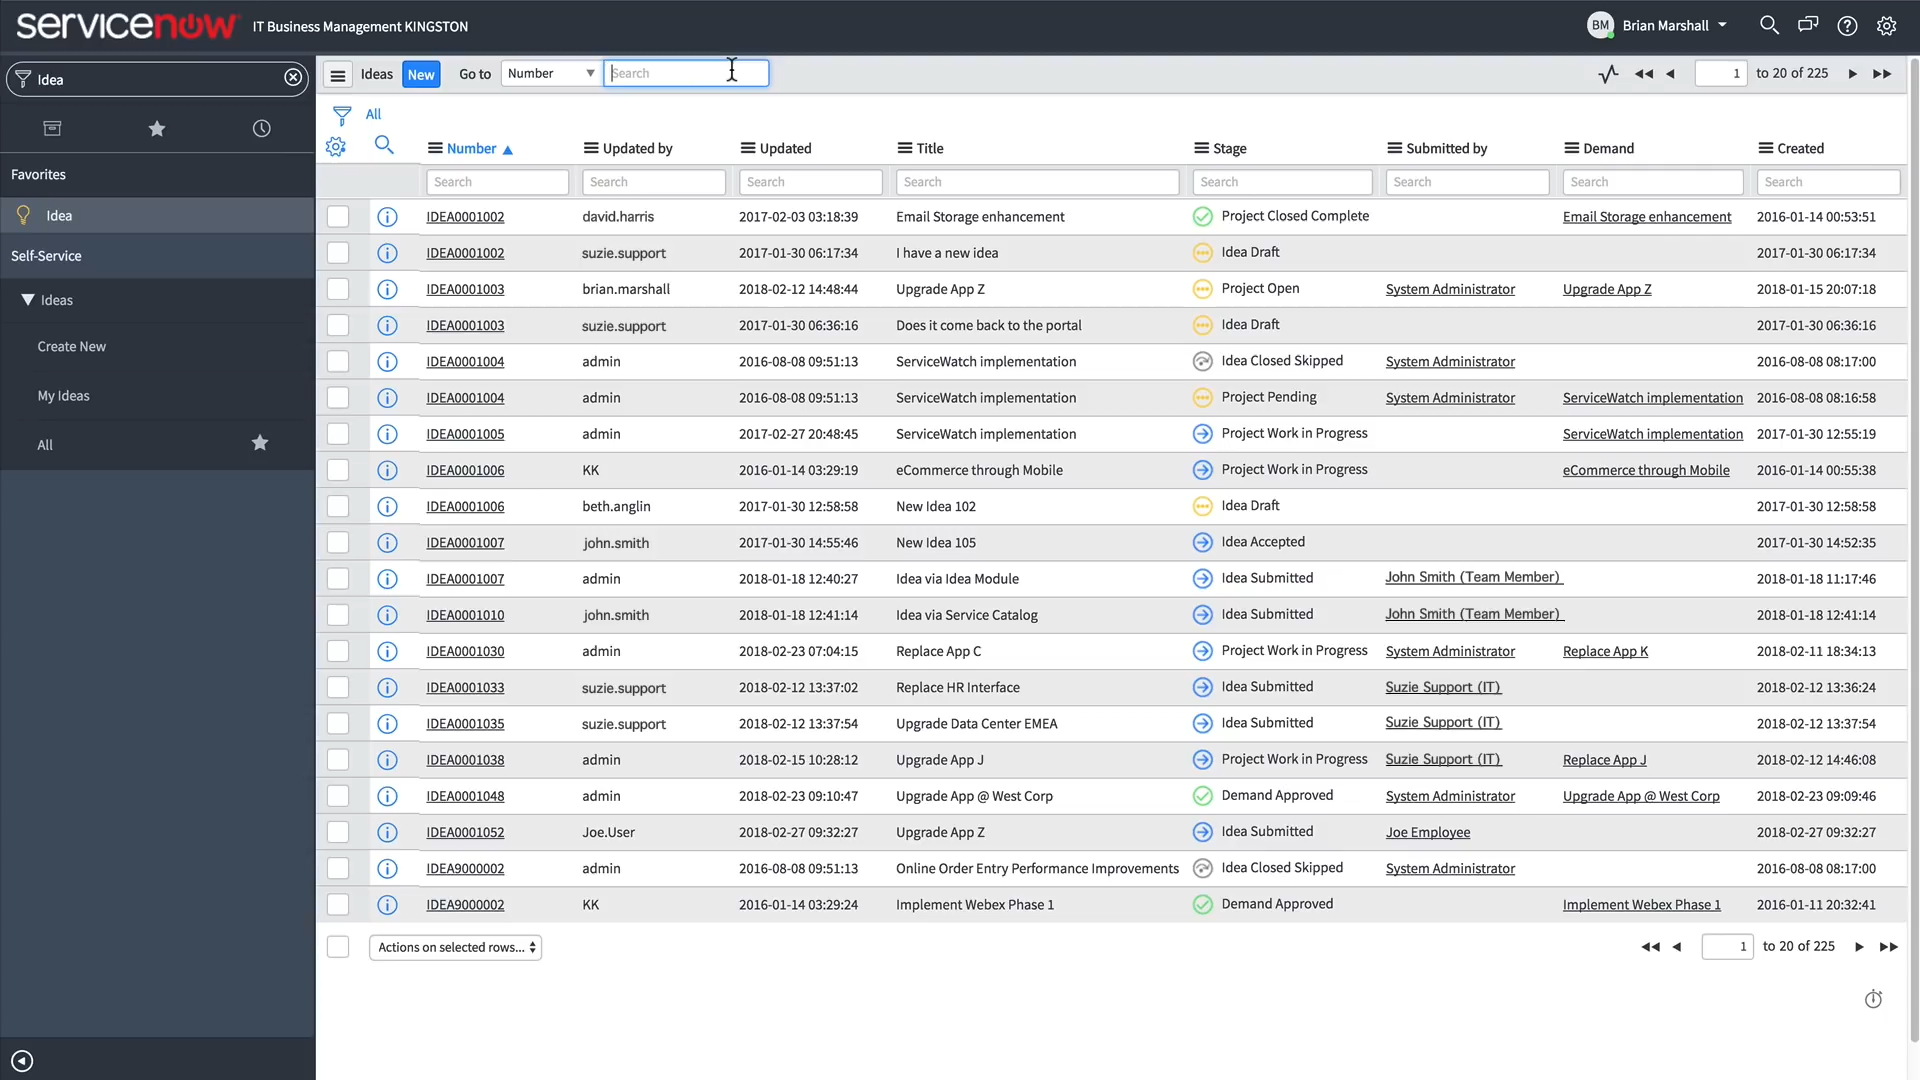 servicenow IT Business Management KINGSTON BM Brian Marshall
Idea
Ideas New Go to Number Search 1 to 20 of 225
All
Favorites
Idea
Self-Service
Ideas
Create New
My Ideas
All
Number Updated by Updated Title Stage Submitted by Demand Created
Search Search Search Search Search Search Search Search
IDEA0001002 david.harris 2017-02-03 03:18:39 Email Storage enhancement Project Closed Complete Email Storage enhancement 2016-01-14 00:53:51
IDEA0001002 suzie.support 2017-01-30 06:17:34 I have a new idea Idea Draft 2017-01-30 06:17:34
IDEA0001003 brian.marshall 2018-02-12 14:48:44 Upgrade App Z Project Open System Administrator Upgrade App Z 2018-01-15 20:07:18
IDEA0001003 suzie.support 2017-01-30 06:36:16 Does it come back to the portal Idea Draft 2017-01-30 06:36:16
IDEA0001004 admin 2016-08-08 09:51:13 ServiceWatch implementation Idea Closed Skipped System Administrator 2016-08-08 08:17:00
IDEA0001004 admin 2016-08-08 09:51:13 ServiceWatch implementation Project Pending System Administrator ServiceWatch implementation 2016-08-08 08:16:58
IDEA0001005 admin 2017-02-27 20:48:45 ServiceWatch implementation Project Work in Progress ServiceWatch implementation 2017-01-30 12:55:19
IDEA0001006 KK 2016-01-14 03:29:19 eCommerce through Mobile Project Work in Progress eCommerce through Mobile 2016-01-14 00:55:38
IDEA0001006 beth.anglin 2017-01-30 12:58:58 New Idea 102 Idea Draft 2017-01-30 12:58:58
IDEA0001007 john.smith 2017-01-30 14:55:46 New Idea 105 Idea Accepted 2017-01-30 14:52:35
IDEA0001007 admin 2018-01-18 12:40:27 Idea via Idea Module Idea Submitted John Smith (Team Member) 2018-01-18 11:17:46
IDEA0001010 john.smith 2018-01-18 12:41:14 Idea via Service Catalog Idea Submitted John Smith (Team Member) 2018-01-18 12:41:14
IDEA0001030 admin 2018-02-23 07:04:15 Replace App C Project Work in Progress System Administrator Replace App K 2018-02-11 18:34:13
IDEA0001033 suzie.support 2018-02-12 13:37:02 Replace HR Interface Idea Submitted Suzie Support (IT) 2018-02-12 13:36:24
IDEA0001035 suzie.support 2018-02-12 13:37:54 Upgrade Data Center EMEA Idea Submitted Suzie Support (IT) 2018-02-12 13:37:54
IDEA0001038 admin 2018-02-15 10:28:12 Upgrade App J Project Work in Progress Suzie Support (IT) Replace App J 2018-02-12 14:46:08
IDEA0001048 admin 2018-02-23 09:10:47 Upgrade App @ West Corp Demand Approved System Administrator Upgrade App @ West Corp 2018-02-23 09:09:46
IDEA0001052 Joe.User 2018-02-27 09:32:27 Upgrade App Z Idea Submitted Joe Employee 2018-02-27 09:32:27
IDEA9000002 admin 2016-08-08 09:51:13 Online Order Entry Performance Improvements Idea Closed Skipped System Administrator 2016-08-08 08:17:00
IDEA9000002 KK 2016-01-14 03:29:24 Implement Webex Phase 1 Demand Approved Implement Webex Phase 1 2016-01-11 20:32:41
Actions on selected rows... 1 to 20 of 225